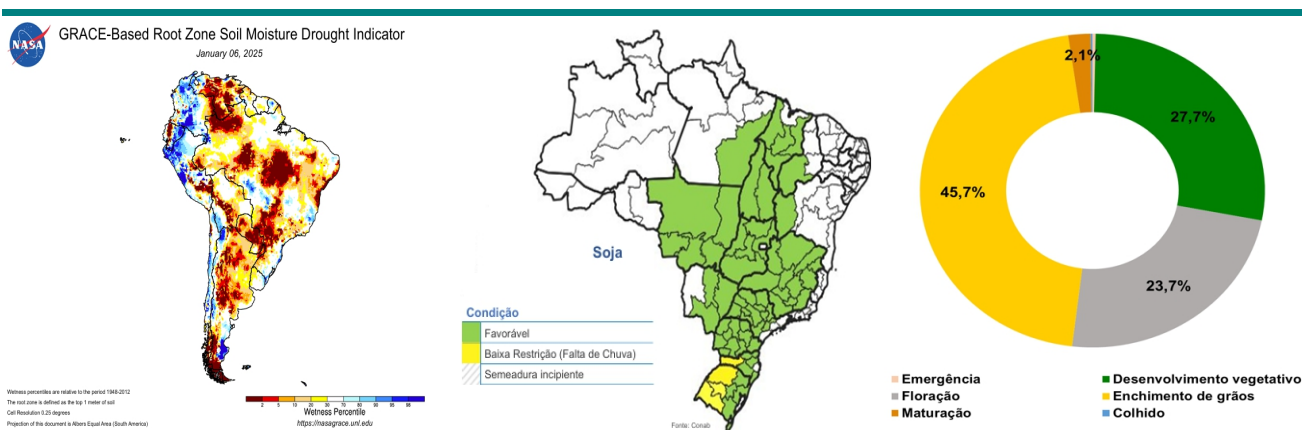 NASA
GRACE-Based Root Zone Soil Moisture Drought Indicator
January 06, 2025
Wetness percentiles are relative to the period 1948-2012
The root zone is defined as the top 1 meter of soil
Cell Resolution 0.25 degrees
Projection of this document is Albers Equal Area (South America)
2 5 10 20 30 70 80 90 95 98
Wetness Percentile
https://nasagrace.unl.edu
Soja
Condição
Favorável
Baixa Restrição (Falta de Chuva)
Semeadura incipiente
Fonte: Conab
2,1%
27,7%
45,7%
23,7%
Emergência
Desenvolvimento vegetativo
Floração
Enchimento de grãos
Maturação
Colhido